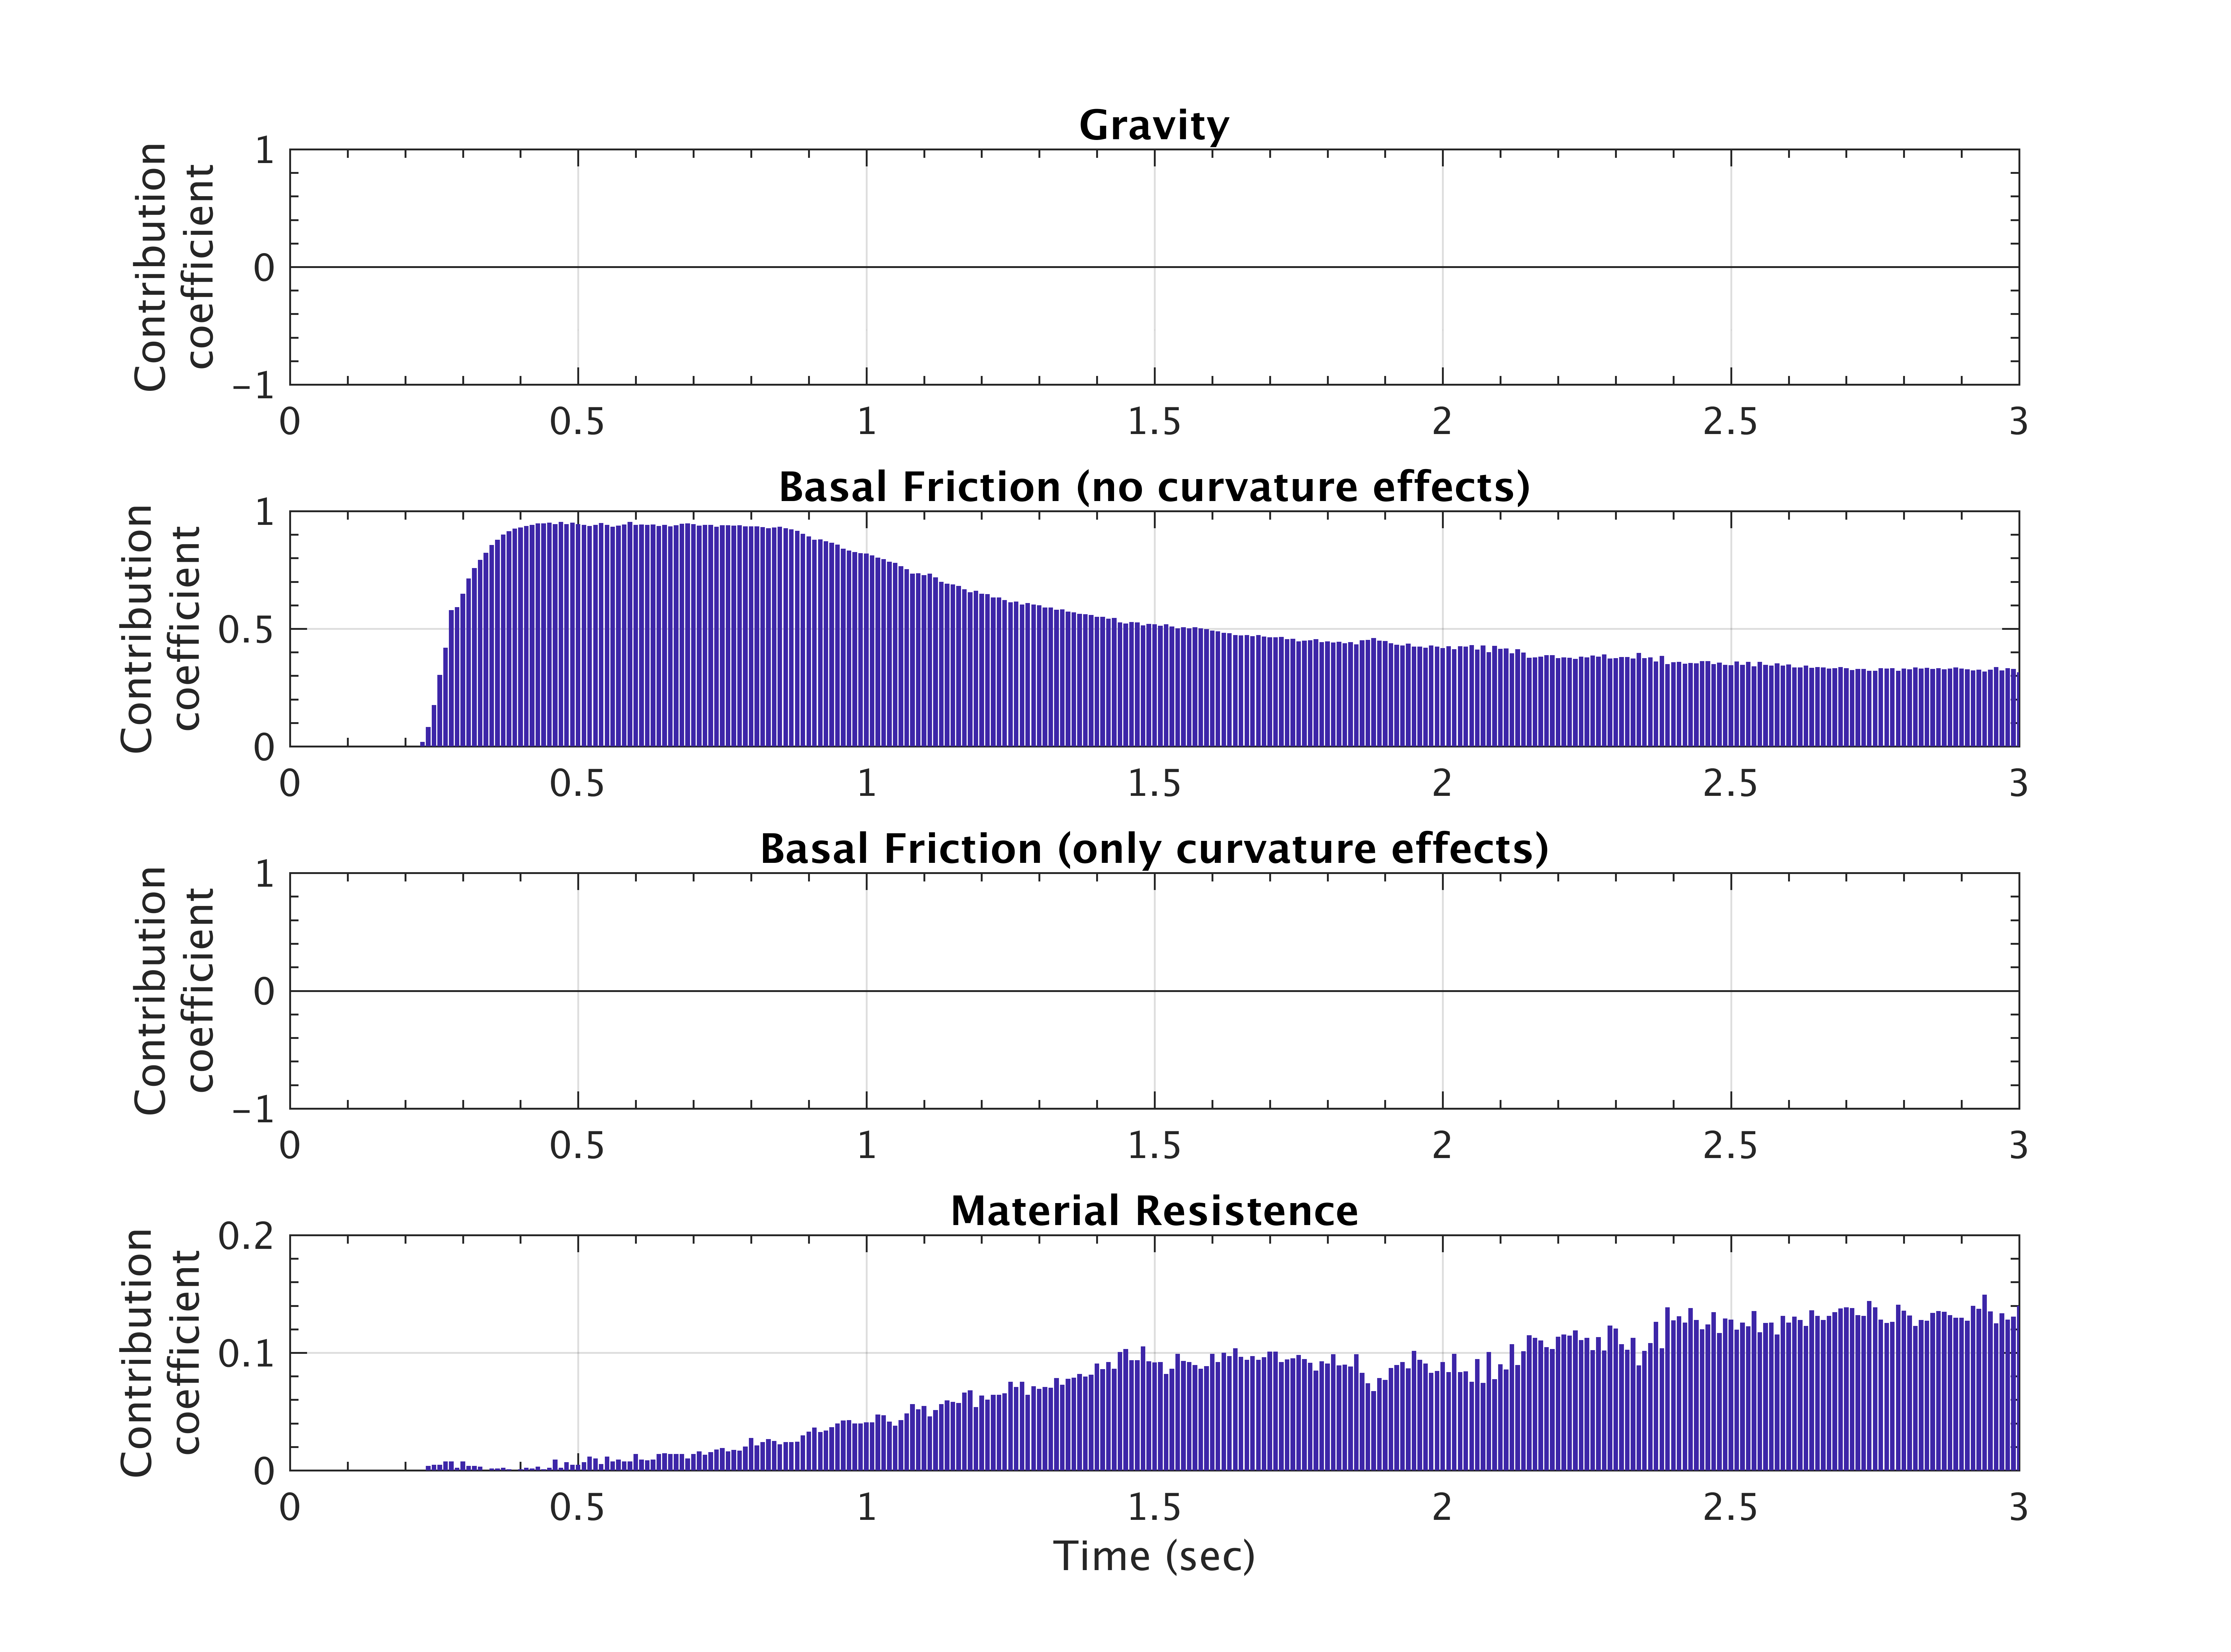 Gravity
Contribution
coefficient
1
0
-1
0 0.5 1 1.5 2 2.5 3
Basal Friction (no curvature effects)
Contribution
coefficient
1
0.5
0
0 0.5 1 1.5 2 2.5 3
Basal Friction (only curvature effects)
Contribution
coefficient
1
0
-1
0 0.5 1 1.5 2 2.5 3
Material Resistence
Contribution
coefficient
0.2
0.1
0
0 0.5 1 1.5 2 2.5 3
Time (sec)